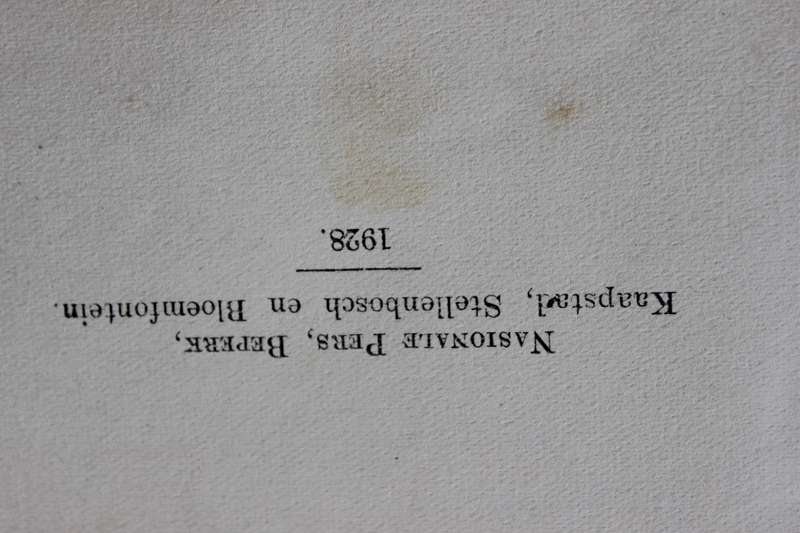 Nasionale Pers, Beperk,
Kaapstad, Stellenbosch en Bloemfontein.
1928.